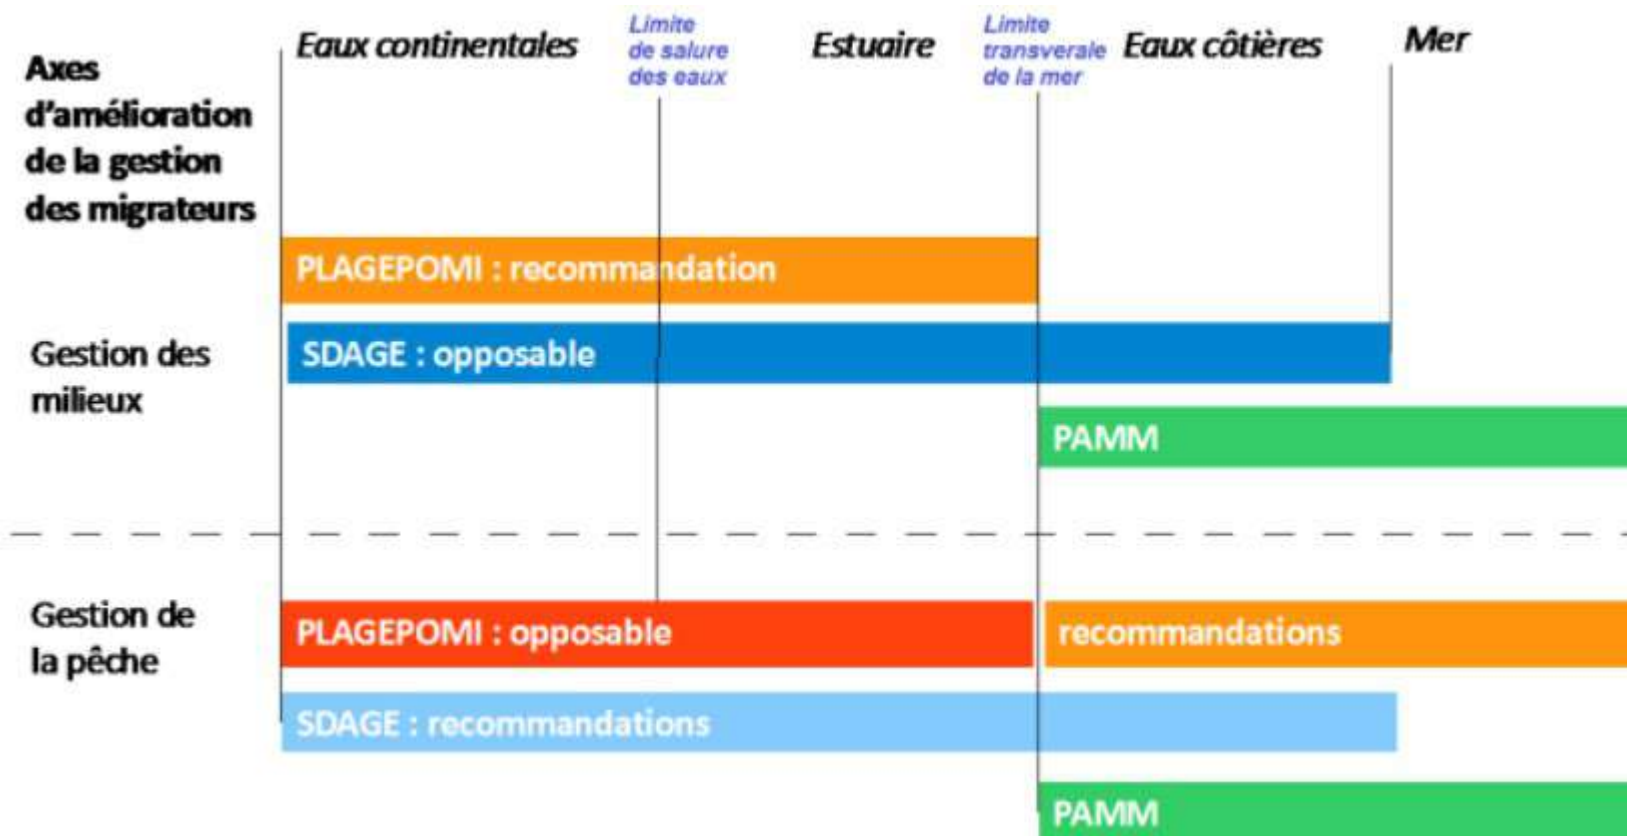 Axes
d'amélioration
de la gestion
des migrateurs
Eaux continentales
Limite
de salure
des eaux
Estuaire
Limite
transverale
de la mer
Eaux côtières
Mer
PLAGEPOMI : recommandation
Gestion des
milieux
SDAGE : opposable
PAMM
Gestion de
la pêche
PLAGEPOMI : opposable
recommandations
SDAGE : recommandations
PAMM